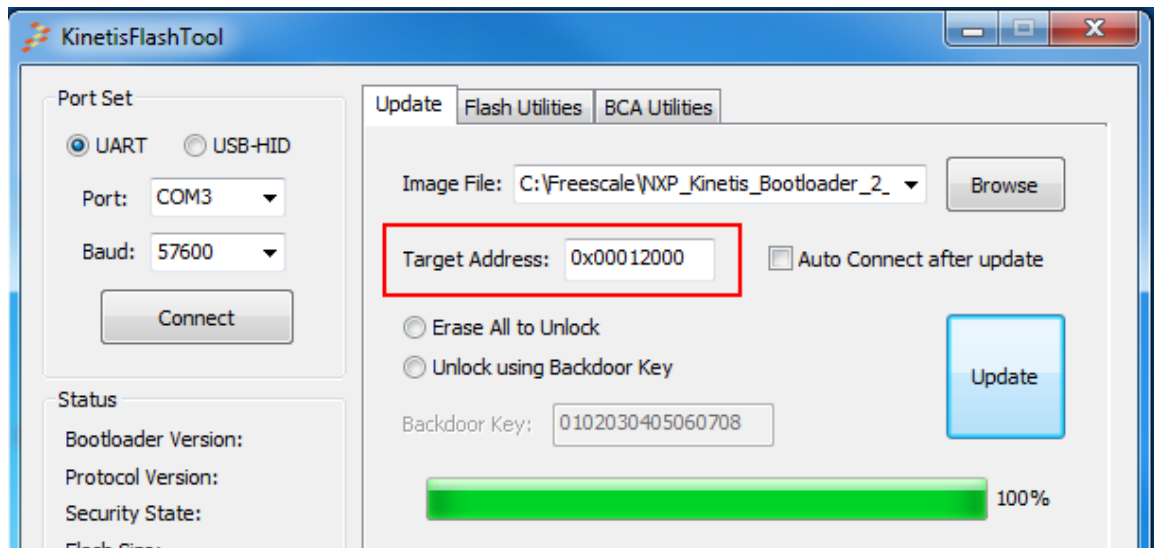 KinetisFlashTool
Port Set
UART USB-HID
Port: COM3
Baud: 57600
Connect
Status
Bootloader Version:
Protocol Version:
Security State:
Flash Size:
Update Flash Utilities BCA Utilities
Image File: C:\Freescale\NXP_Kinetis_Bootloader_2_ Browse
Target Address: 0x00012000 Auto Connect after update
Erase All to Unlock
Unlock using Backdoor Key
Update
Backdoor Key: 0102030405060708
100%